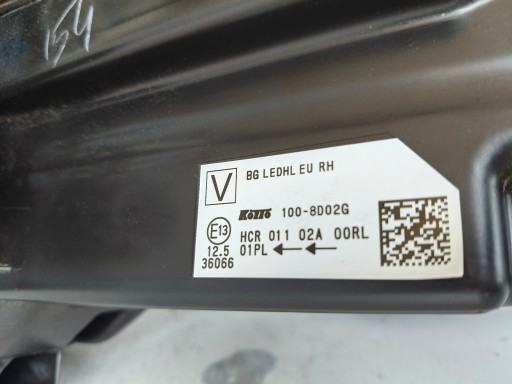 154
BG LEDHL EU RH
V
KOITO 100-8D02G
E13 HCR 011 02A 00RL
12.5 01PL
36066